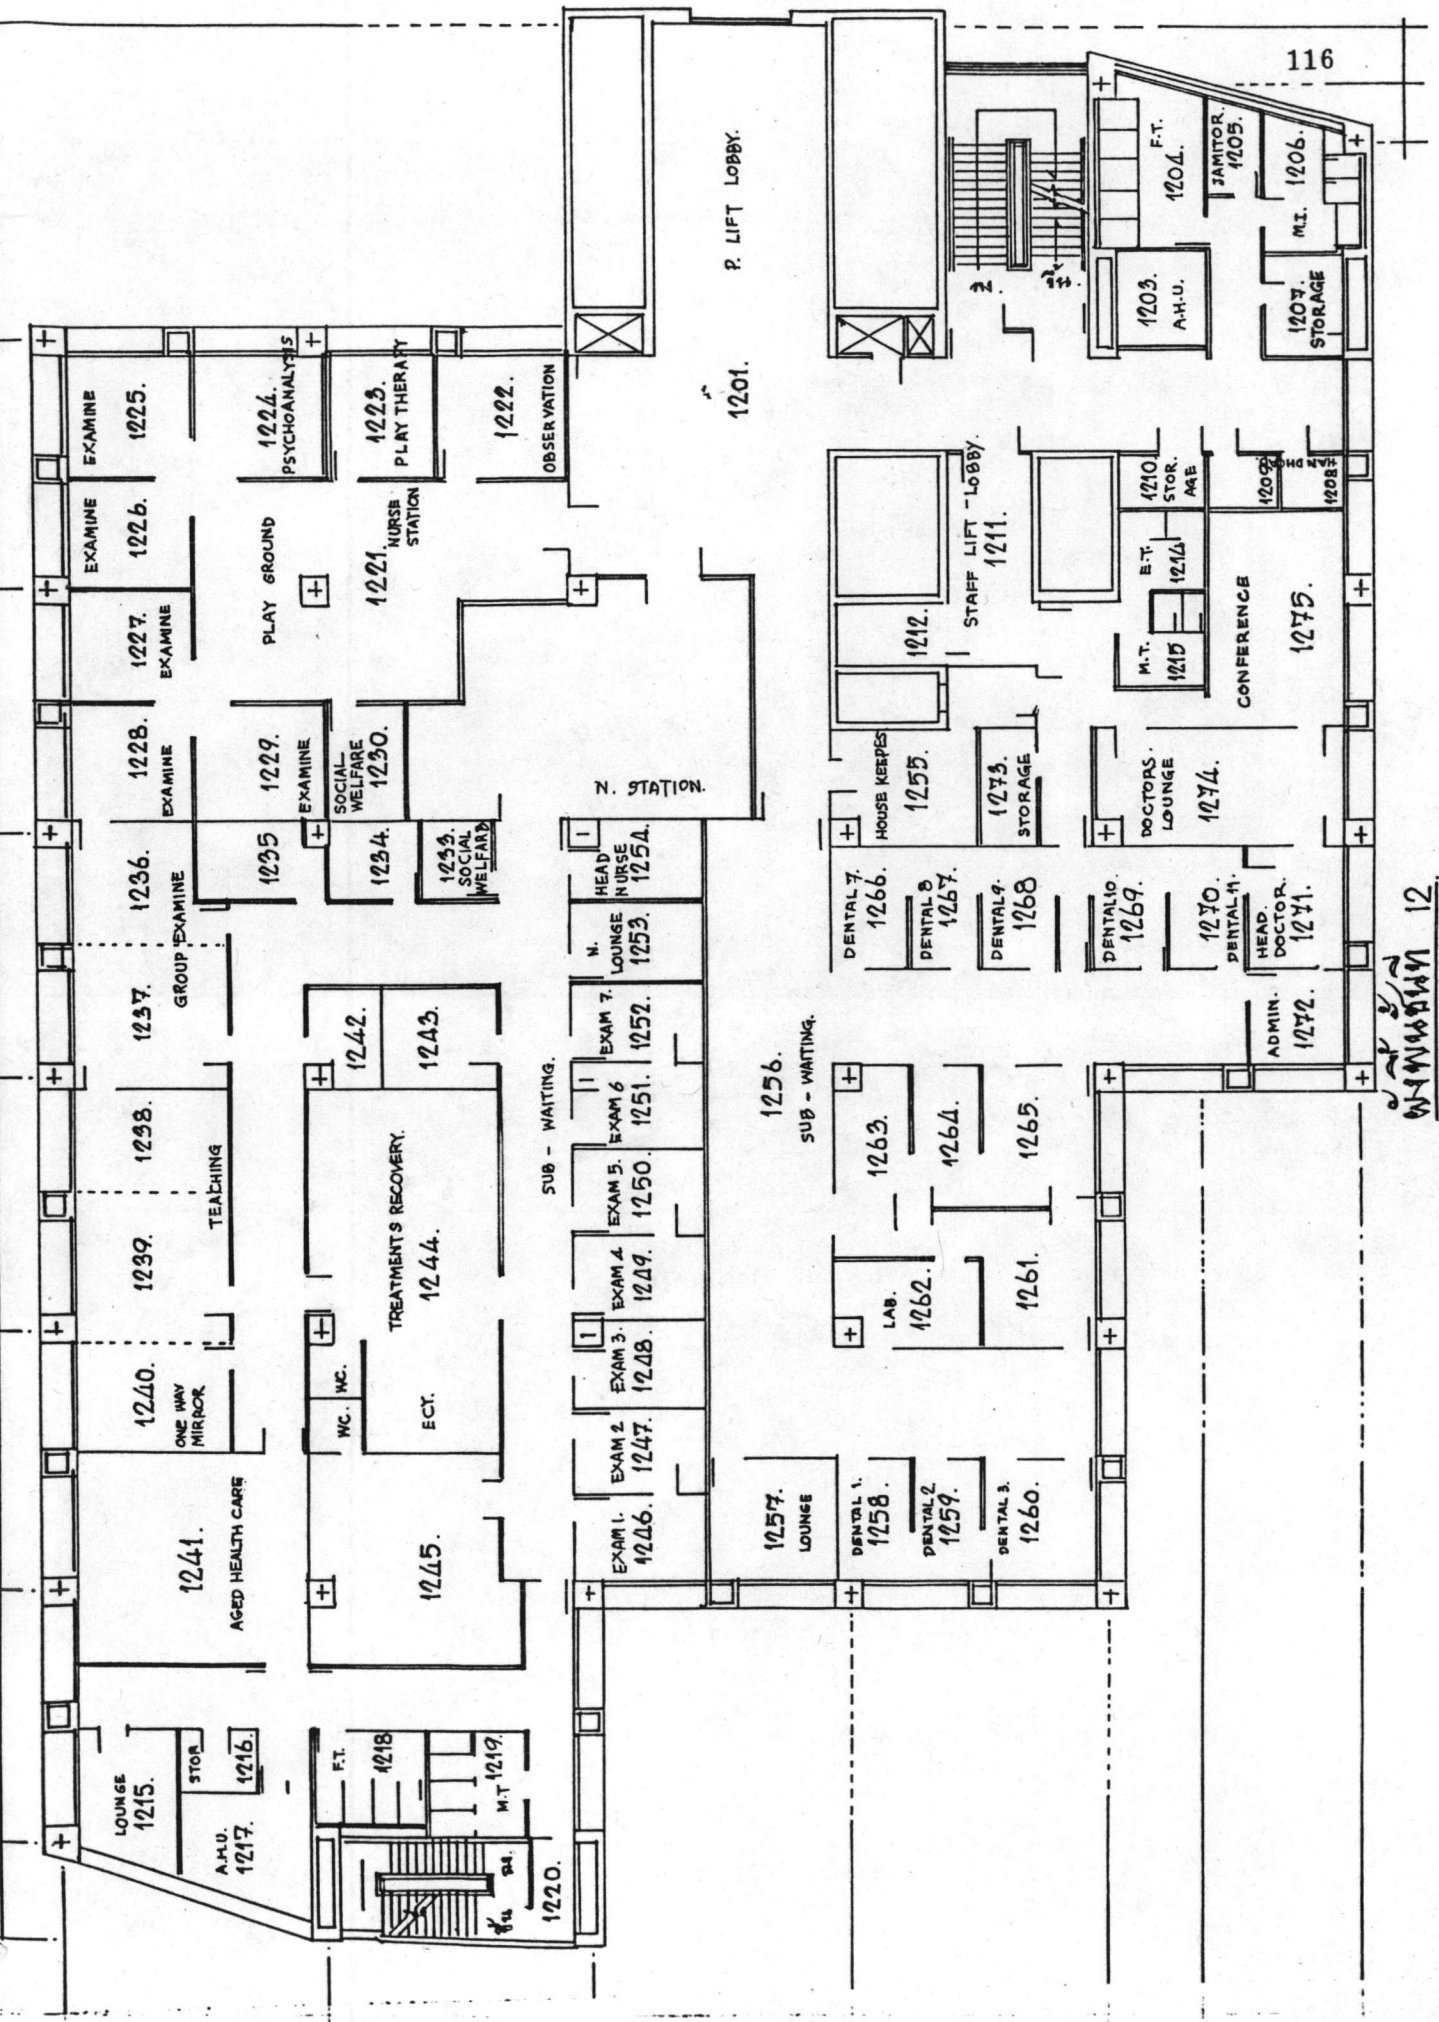 116
P. LIFT LOBBY.
F.T.
1204.
JAMITOR.
1205.
1206.
M.I.
1203.
A.H.U.
1207.
STORAGE
EXAMINE
1225.
1224.
PSYCHOANALYSIS
1223.
PLAY THERAPY
1222.
OBSERVATION
1201.
EXAMINE
1226.
PLAY GROUND
1221.
NURSE
STATION
STAFF LIFT - LOBBY.
1211.
1210
STOR.
AGE
1209
1208
1227.
EXAMINE
1212.
E.T.
1214
M.T.
1215
CONFERENCE
1275.
1228.
EXAMINE
1229.
EXAMINE
SOCIAL
WELFARE
1230.
N. STATION.
HOUSE KEEPES
1255.
1273.
STORAGE
DOCTORS.
LOUNGE
1274.
1236.
GROUP EXAMINE
1235
1234.
1233.
SOCIAL
WELFARE
HEAD
NURSE
1254.
N.
LOUNGE
1253.
DENTAL 7.
1266.
DENTAL 8
1267.
DENTAL 9.
1268
DENTAL 10.
1269.
1270.
DENTAL 11.
HEAD.
DOCTOR.
1271.
ADMIN.
1272.
1237.
1242.
1243.
EXAM 7.
1252.
1256.
SUB - WAITING.
1238.
TEACHING
1239.
TREATMENTS RECOVERY.
1244.
SUB - WAITING.
EXAM 6
1251.
EXAM 5.
1250.
EXAM 4
1249.
EXAM 3.
1248.
EXAM 2
1247.
EXAM 1.
1246.
1263.
1264.
1265.
LAB.
1262.
1261.
1240.
ONE WAY
MIRROR
WC.
WC.
ECT.
1241.
AGED HEALTH CARE
1245.
1257.
LOUNGE
DENTAL 1.
1258.
DENTAL 2
1259.
DENTAL 3.
1260.
LOUNGE
1215.
STOR
1216.
A.H.U.
1217.
F.T.
1218
M.T
1219.
1220.
12